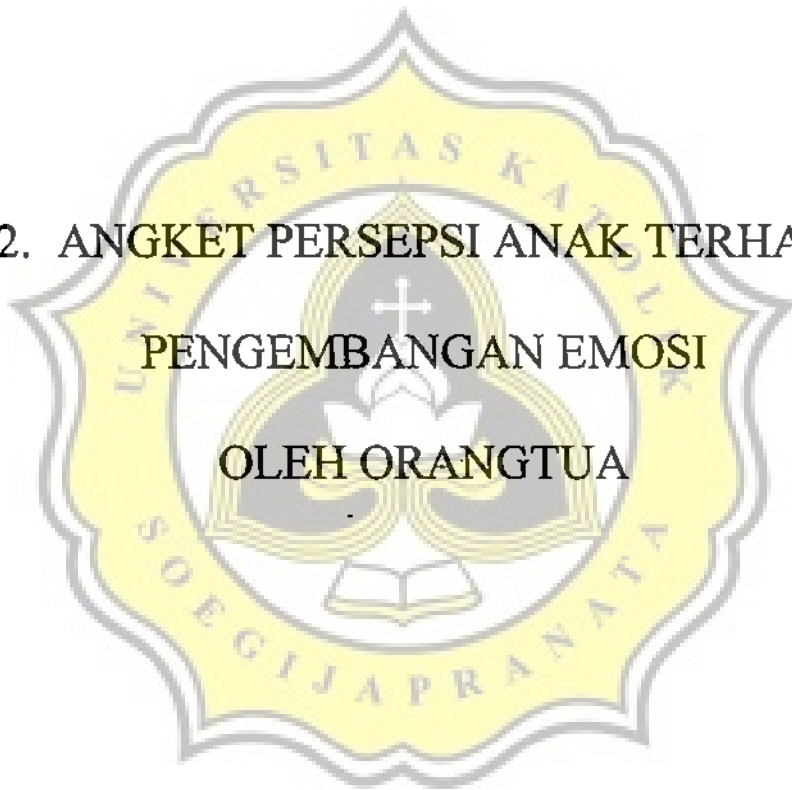 2. ANGKET PERSEPSI ANAK TERHA
PENGEMBANGAN EMOSI
OLEH ORANGTUA
UNIVERSITAS KATOLIK
SOEGIJAPRANATA